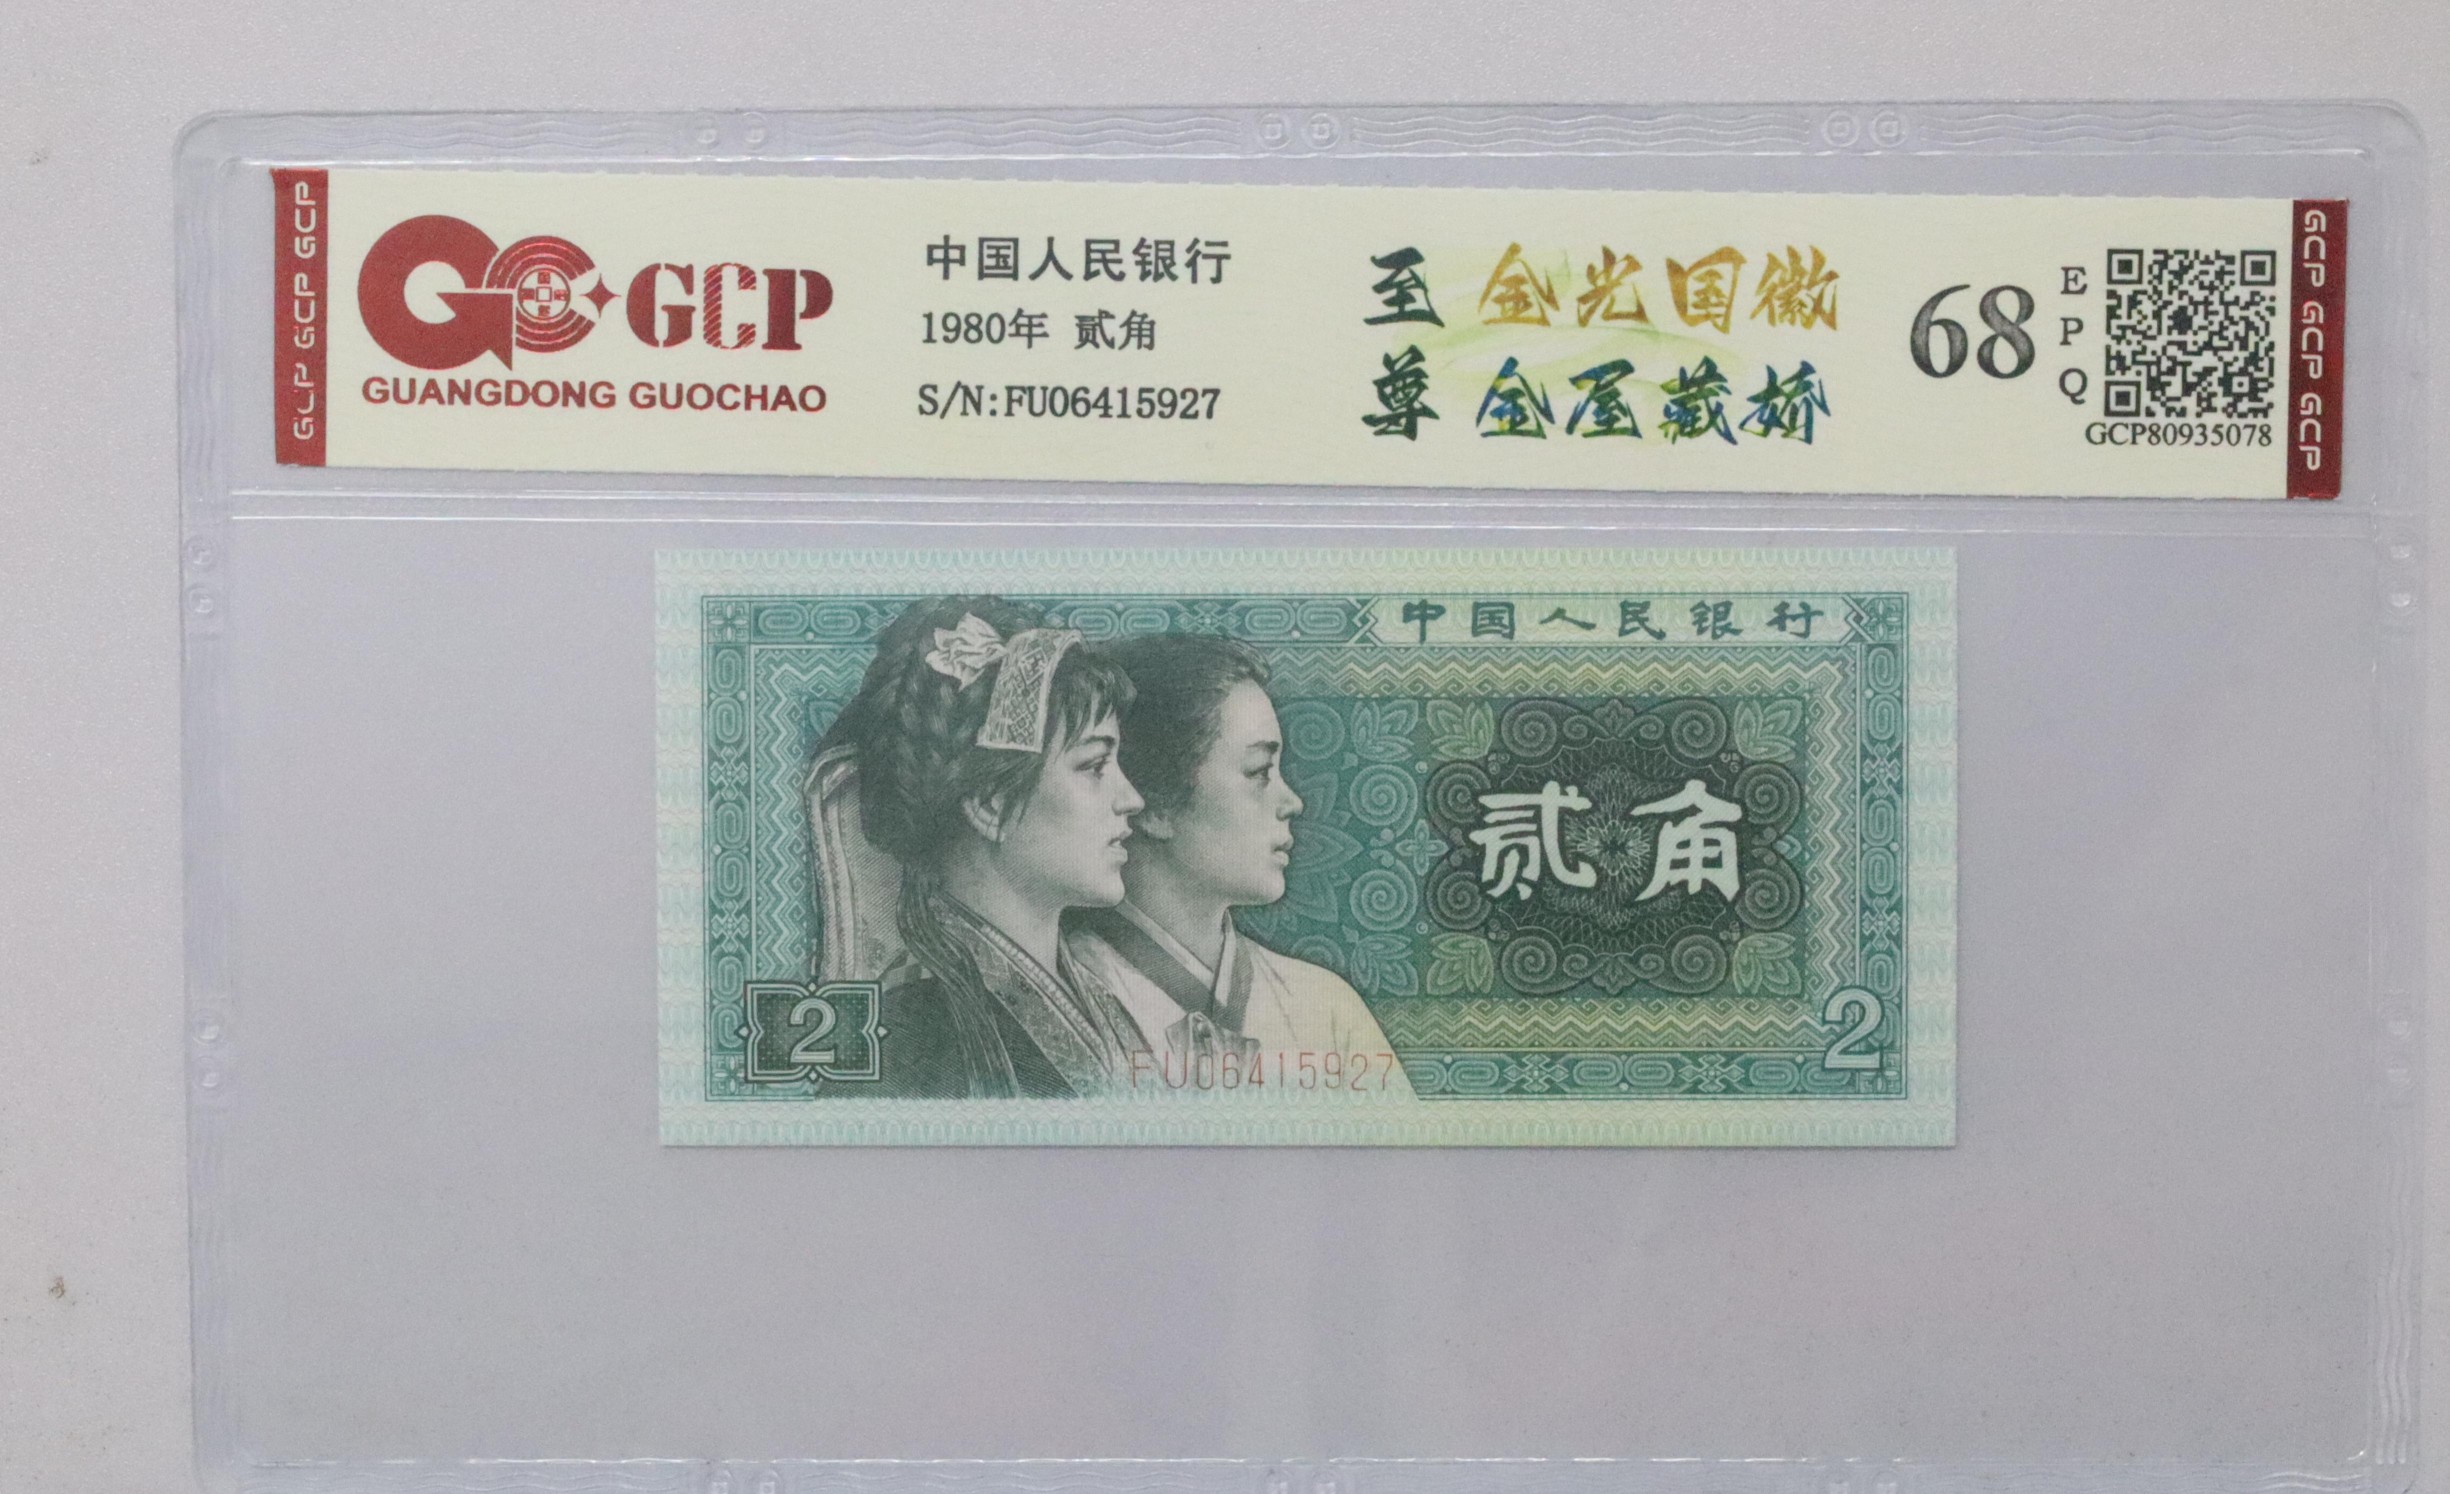 GCP GCP GCP
GCP
GUANGDONG GUOCHAO
中国人民银行
1980年 贰角
S/N:FU06415927
至 金光国徽
尊 金屋藏娇
68
E
P
Q
GCP80935078
GCP GCP GCP
中国人民银行
贰角
2
2
FU06415927